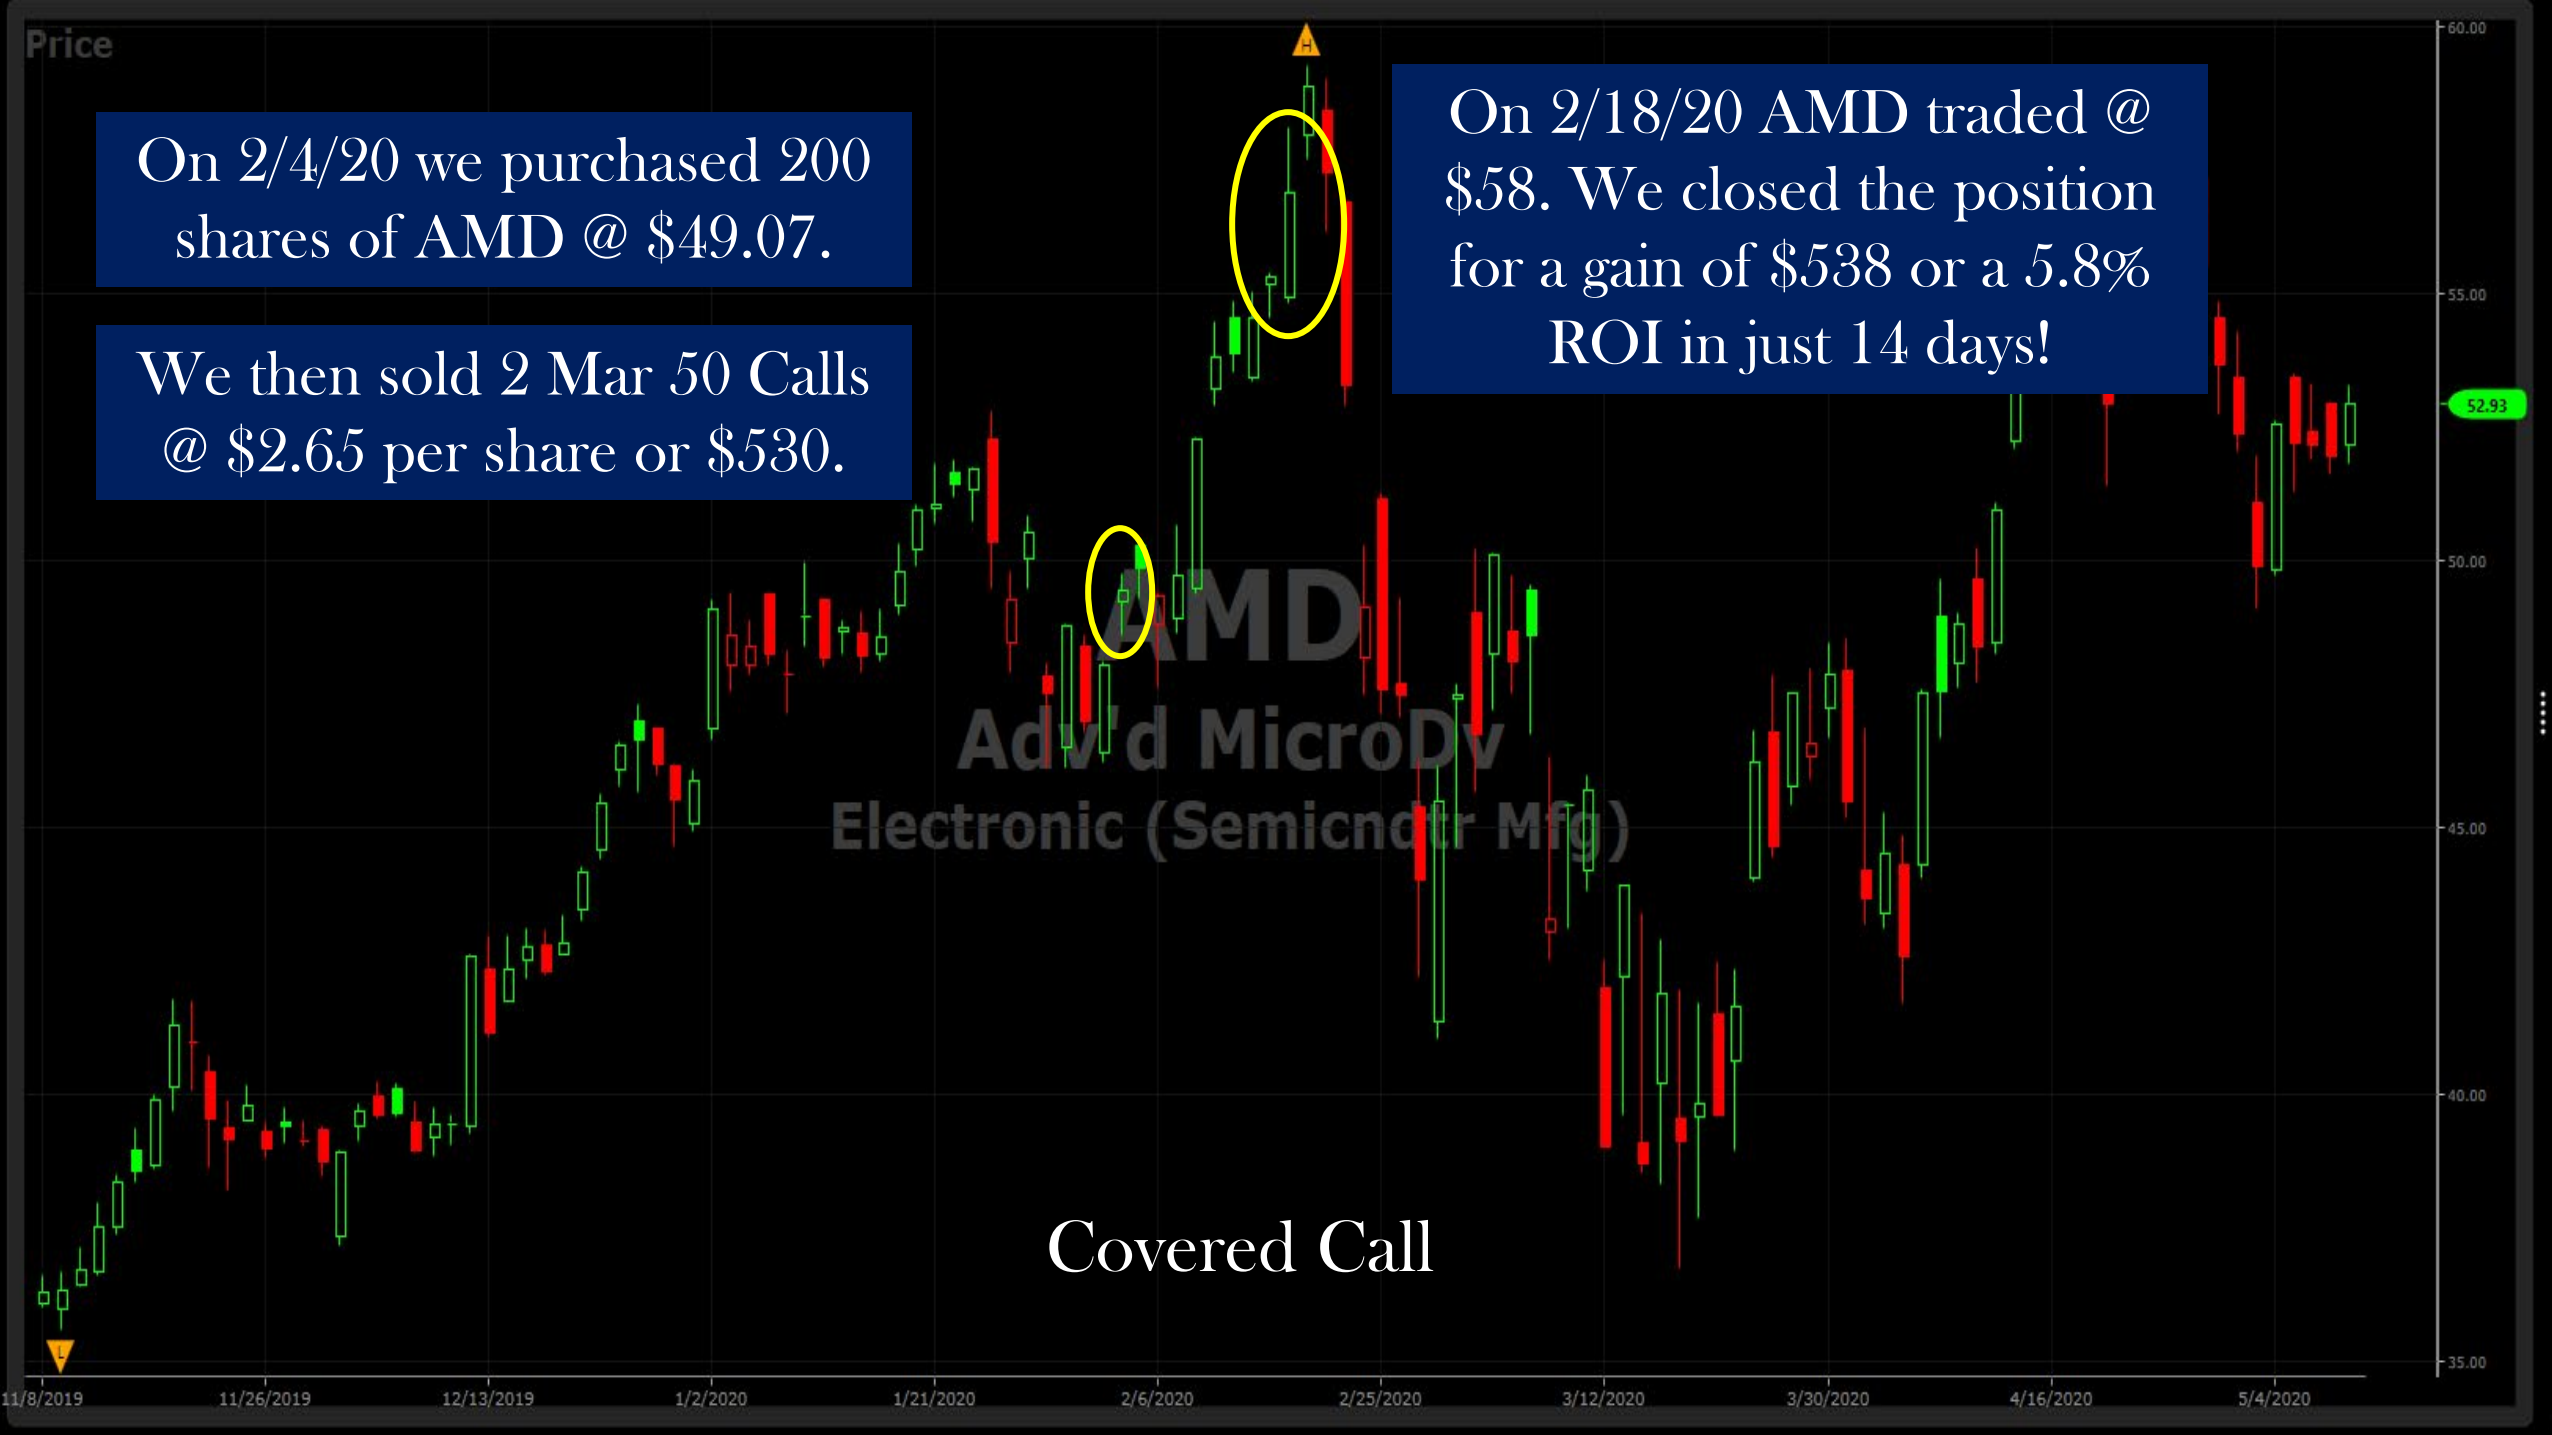 Price
H
60.00
On 2/4/20 we purchased 200
shares of AMD @ $49.07.
On 2/18/20 AMD traded @
$58. We closed the position
for a gain of $538 or a 5.8%
ROI in just 14 days!
55.00
We then sold 2 Mar 50 Calls
@ $2.65 per share or $530.
52.93
50.00
AMD
Adv'd MicroDv
Electronic (Semicndtr Mfg)
45.00
40.00
Covered Call
L
35.00
11/8/2019 11/26/2019 12/13/2019 1/2/2020 1/21/2020 2/6/2020 2/25/2020 3/12/2020 3/30/2020 4/16/2020 5/4/2020